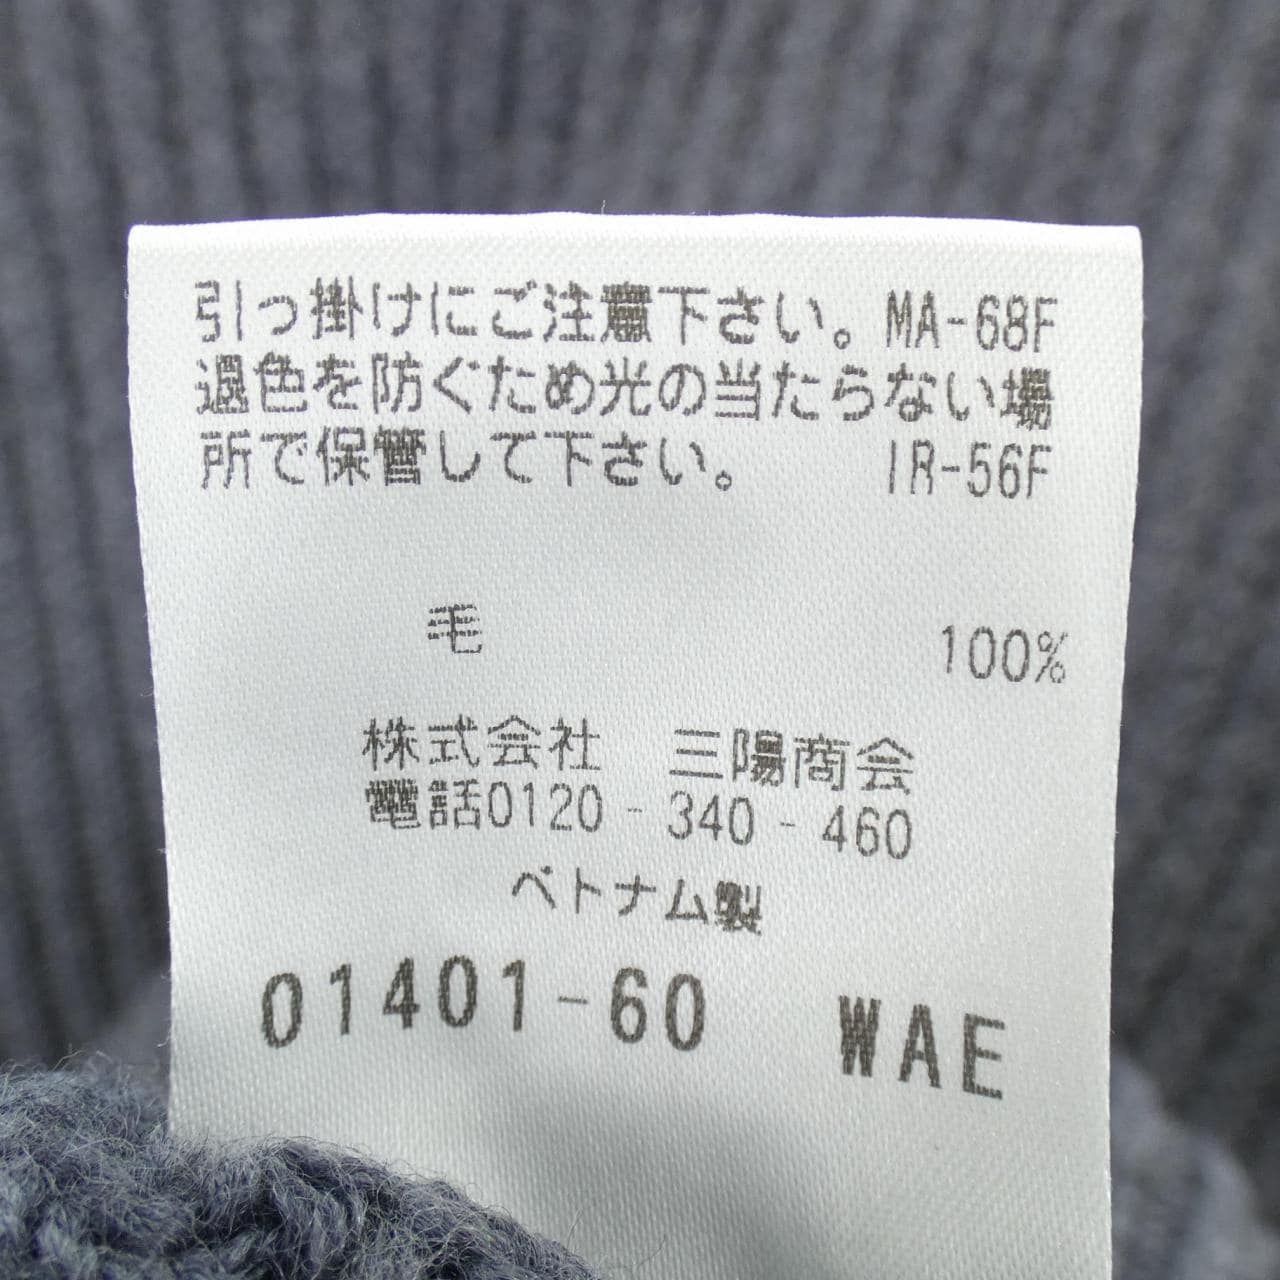 引っ掛けにご注意下さい。MA-68F
退色を防ぐため光の当たらない場
所で保管して下さい。 IR-56F
毛 100%
株式会社 三陽商会
電話0120-340-460
ベトナム製
01401-60 WAE